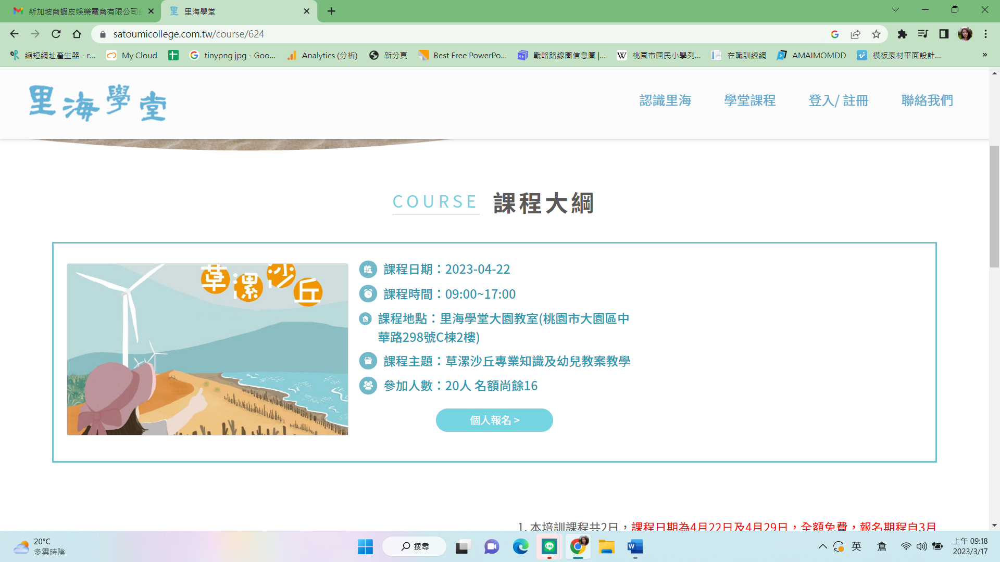 新加坡商蝦皮娛樂電商有限公司
里海學堂
satoumicollege.com.tw/course/624
縮短網址產生器 - r...
My Cloud
tinypng jpg - Goo...
Analytics (分析)
新分頁
Best Free PowerPo...
戰略路線圖信息圖 |...
桃園市國民小學列...
在職訓練網
AMAIMOMDD
模板素材平面設計...
»
里海學堂
認識里海
學堂課程
登入/ 註冊
聯絡我們
COURSE 課程大綱
草漯沙丘
課程日期：2023-04-22
課程時間：09:00~17:00
課程地點：里海學堂大園教室(桃園市大園區中
華路298號C棟2樓)
課程主題：草漯沙丘專業知識及幼兒教案教學
參加人數：20人 名額尚餘16
個人報名 >
1. 本培訓課程共2日，課程日期為4月22日及4月29日，全額免費，報名期程自3月
20°C
多雲時陰
搜尋
英
倉
上午 09:18
2023/3/17